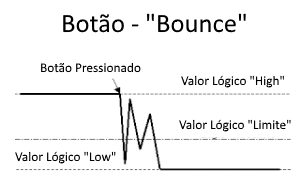 Botão - "Bounce"
Botão Pressionado
Valor Lógico "High"
Valor Lógico "Limite"
Valor Lógico "Low"